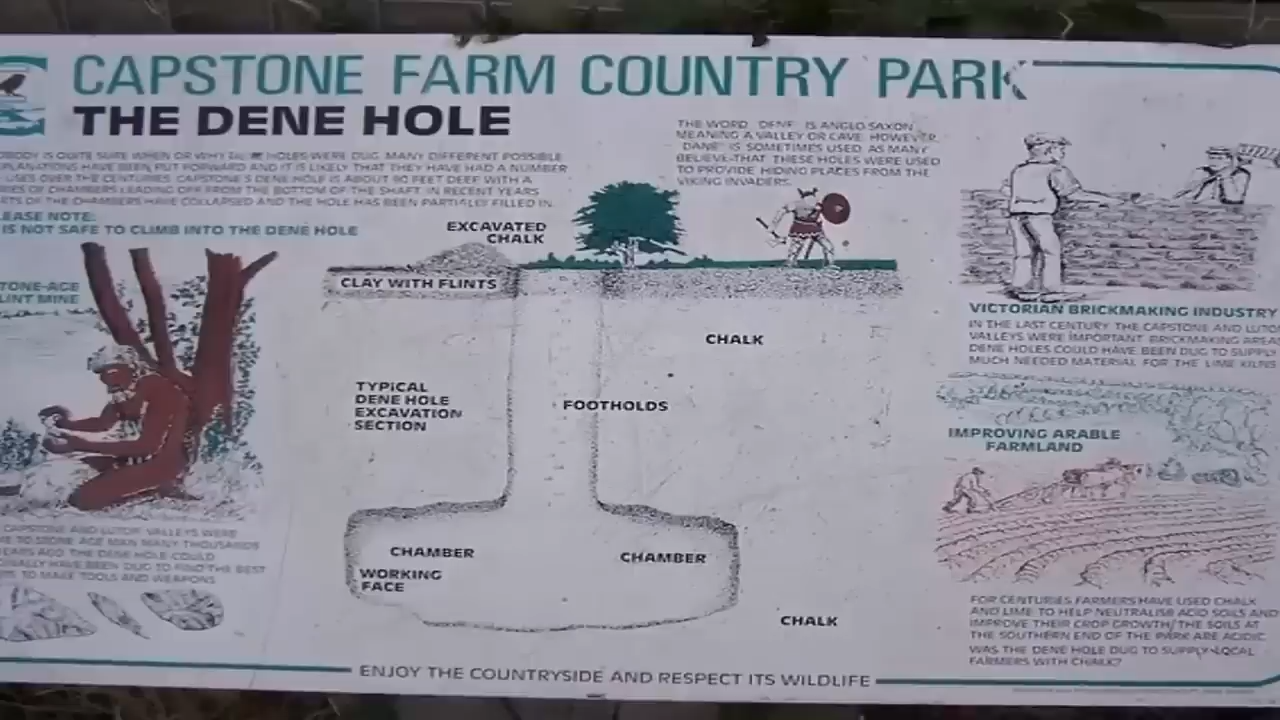 CAPSTONE FARM COUNTRY PARK
THE DENE HOLE
IS QUITE SURE WHEN OR WHY HOLES WERE DUG. MANY DIFFERENT POSSIBLE
HAVE BEEN PUT FORWARD AND IT IS LIKELY THAT THEY HAVE HAD A NUMBER
USES OVER THE CENTURIES. CAPSTONE'S DENE HOLE IS ABOUT 90 FEET DEEP WITH A
OF CHAMBERS LEADING OFF FROM THE BOTTOM OF THE SHAFT. IN RECENT YEARS
OF THE CHAMBERS HAVE COLLAPSED AND THE HOLE HAS BEEN PARTIALLY FILLED IN.
EASE NOTE:
IS NOT SAFE TO CLIMB INTO THE DENE HOLE
THE WORD 'DENE' IS ANGLO SAXON
MEANING A VALLEY OR CAVE. HOWEVER
'DANE' IS SOMETIMES USED AS MANY
BELIEVE THAT THESE HOLES WERE USED
TO PROVIDE HIDING PLACES FROM THE
VIKING INVADERS.
EXCAVATED
CHALK
CLAY WITH FLINTS
CHALK
TYPICAL
DENE HOLE
EXCAVATION
SECTION
FOOTHOLDS
CHAMBER
CHAMBER
WORKING
FACE
CHALK
TONE-AGE
LINT MINE
CAPSTONE AND LUTON VALLEYS WERE
TO STONE AGE MAN MANY THOUSANDS
AGO. THE DENE HOLE COULD
HAVE BEEN DUG TO FIND THE BEST
TO MAKE TOOLS AND WEAPONS
VICTORIAN BRICKMAKING INDUSTRY
IN THE LAST CENTURY THE CAPSTONE AND LUTO
VALLEYS WERE IMPORTANT BRICKMAKING AREA
DENE HOLES COULD HAVE BEEN DUG TO SUPPLY
MUCH NEEDED MATERIAL FOR THE LIME KILNS
IMPROVING ARABLE
FARMLAND
FOR CENTURIES FARMERS HAVE USED CHALK
AND LIME TO HELP NEUTRALISE ACID SOILS AND
IMPROVE THEIR CROP GROWTH/THE SOILS AT
THE SOUTHERN END OF THE PARK ARE ACIDIC.
WAS THE DENE HOLE DUG TO SUPPLY LOCAL
FARMERS WITH CHALK?
ENJOY THE COUNTRYSIDE AND RESPECT ITS WILDLIFE